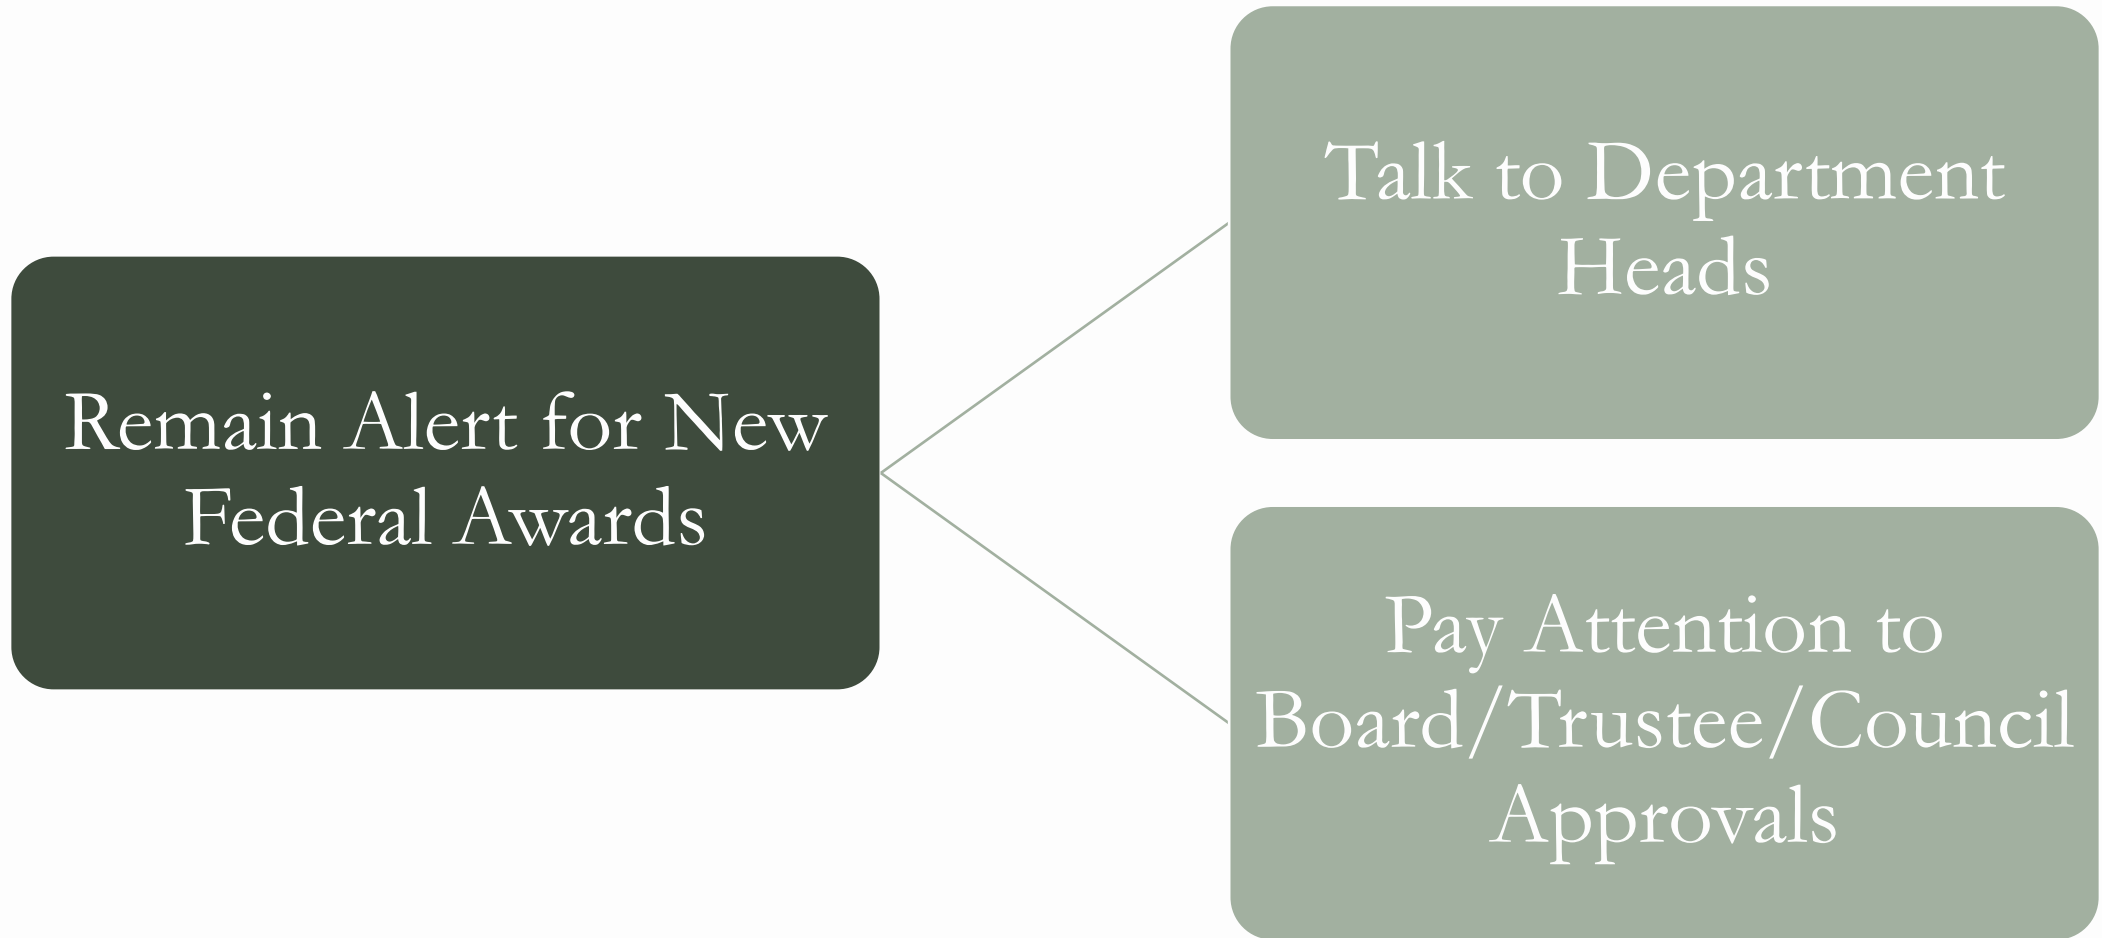 Remain Alert for New
Federal Awards
Talk to Department
Heads
Pay Attention to
Board/Trustee/Council
Approvals